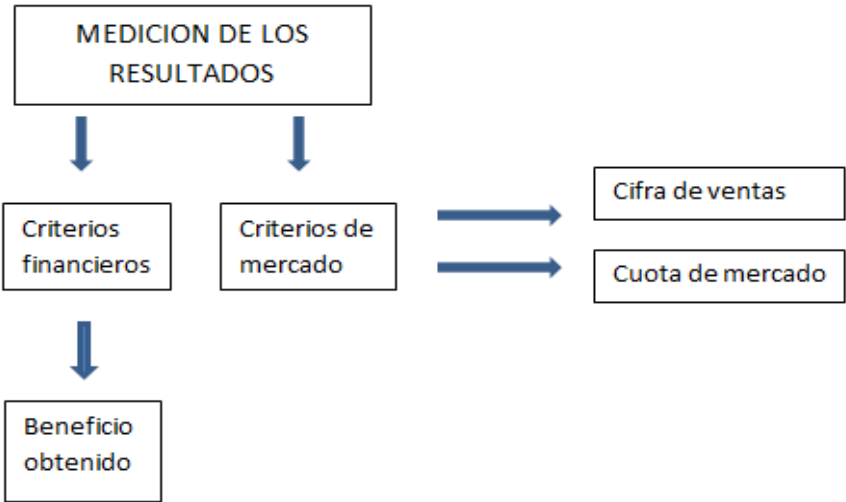 MEDICION DE LOS
RESULTADOS
Criterios
financieros
Criterios de
mercado
Cifra de ventas
Cuota de mercado
Beneficio
obtenido